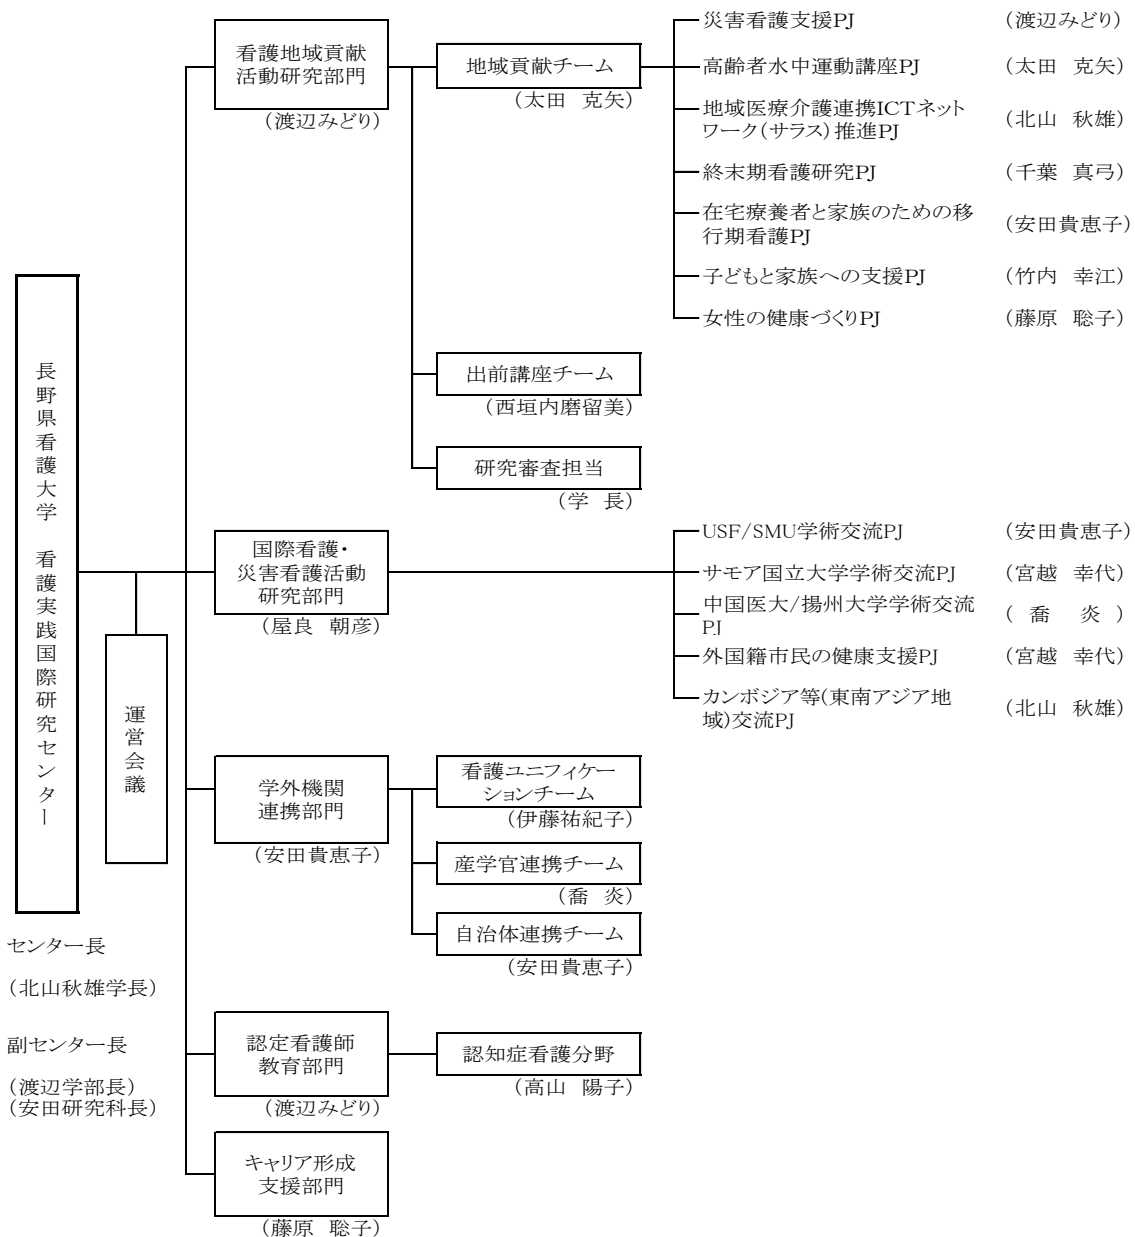 長野県看護大学　看護実践国際研究センター
センター長
（北山秋雄学長）
副センター長
（渡辺学部長）
（安田研究科長）
運営会議
看護地域貢献
活動研究部門
（渡辺みどり）
地域貢献チーム
（太田　克矢）
災害看護支援PJ　（渡辺みどり）
高齢者水中運動講座PJ　（太田　克矢）
地域医療介護連携ICTネット
ワーク（サラス）推進PJ　（北山　秋雄）
終末期看護研究PJ　（千葉　真弓）
在宅療養者と家族のための移
行期看護PJ　（安田貴恵子）
子どもと家族への支援PJ　（竹内　幸江）
女性の健康づくりPJ　（藤原　聡子）
出前講座チーム
（西垣内磨留美）
研究審査担当
（学　長）
国際看護・
災害看護活動
研究部門
（屋良　朝彦）
USF/SMU学術交流PJ　（安田貴恵子）
サモア国立大学学術交流PJ　（宮越　幸代）
中国医大/揚州大学学術交流
PJ　（　喬　　炎　）
外国籍市民の健康支援PJ　（宮越　幸代）
カンボジア等(東南アジア地
域)交流PJ　（北山　秋雄）
学外機関
連携部門
（安田貴恵子）
看護ユニフィケー
ションチーム
（伊藤祐紀子）
産学官連携チーム
（喬　炎）
自治体連携チーム
（安田貴恵子）
認定看護師
教育部門
（渡辺みどり）
認知症看護分野
（高山　陽子）
キャリア形成
支援部門
（藤原　聡子）